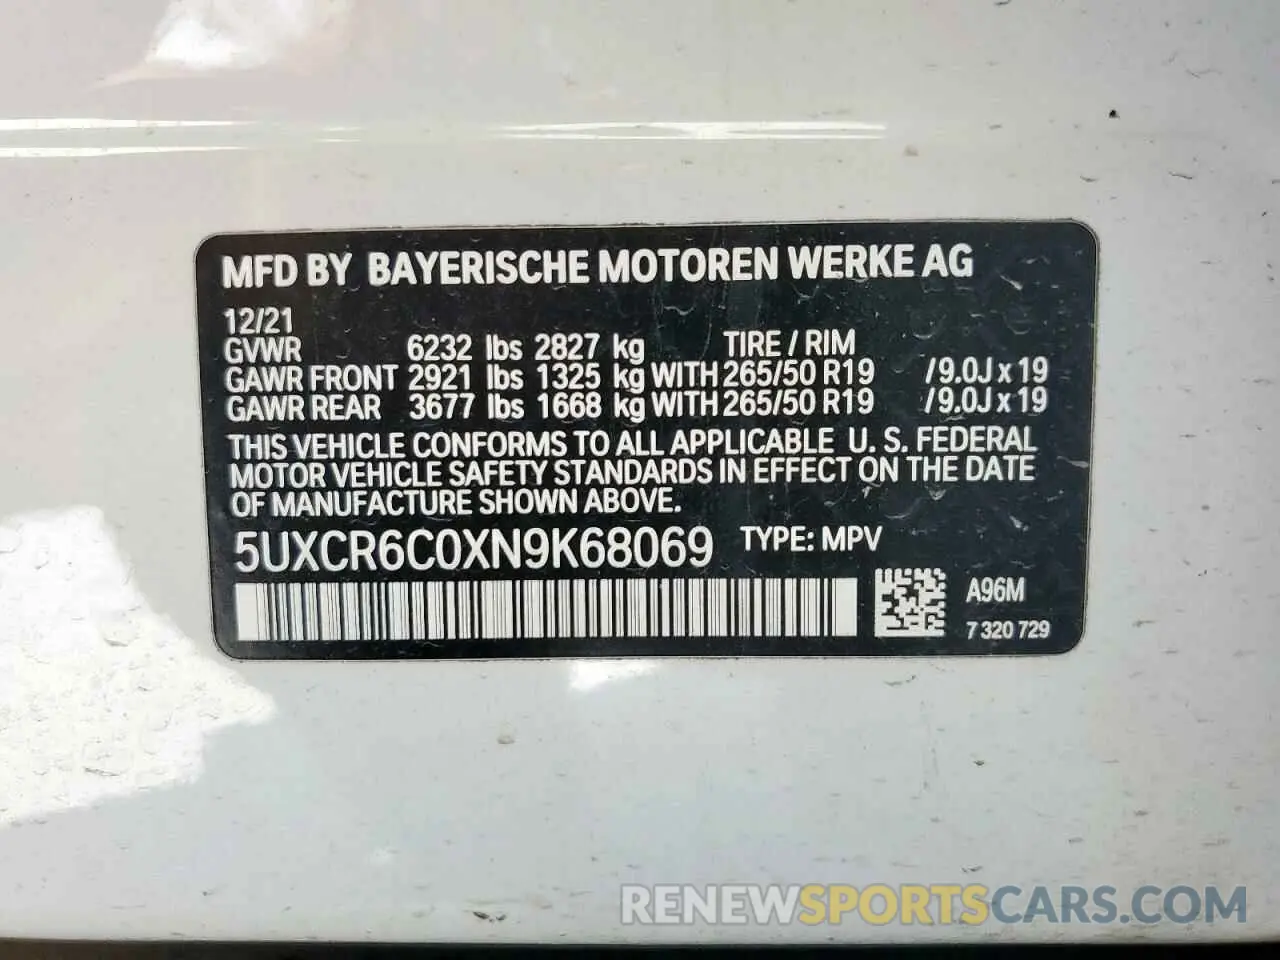 MFD BY BAYERISCHE MOTOREN WERKE AG
12/21
GVWR 6232 lbs 2827 kg TIRE / RIM
GAWR FRONT 2921 lbs 1325 kg WITH 265/50 R19 /9.0J x 19
GAWR REAR 3677 lbs 1668 kg WITH 265/50 R19 /9.0J x 19
THIS VEHICLE CONFORMS TO ALL APPLICABLE U. S. FEDERAL
MOTOR VEHICLE SAFETY STANDARDS IN EFFECT ON THE DATE
OF MANUFACTURE SHOWN ABOVE.
5UXCR6C0XN9K68069 TYPE: MPV
A96M
7 320 729
RENEWSPORTSCARS.COM